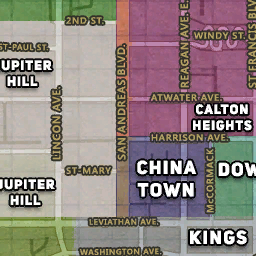 2ND ST.
ST-PAUL ST.
JUPITER
HILL
LINCON AVE.
SAN ANDREAS BLVD.
REAGAN AVE.
WINDY ST.
ST-FRANCIS BLV
ATWATER AVE.
CALTON
HEIGHTS
HARRISON AVE.
ST-MARY
CHINA
TOWN
McCORMACK
DOW
JUPITER
HILL
LEVIATHAN AVE.
WASHINGTON AVE.
KINGS